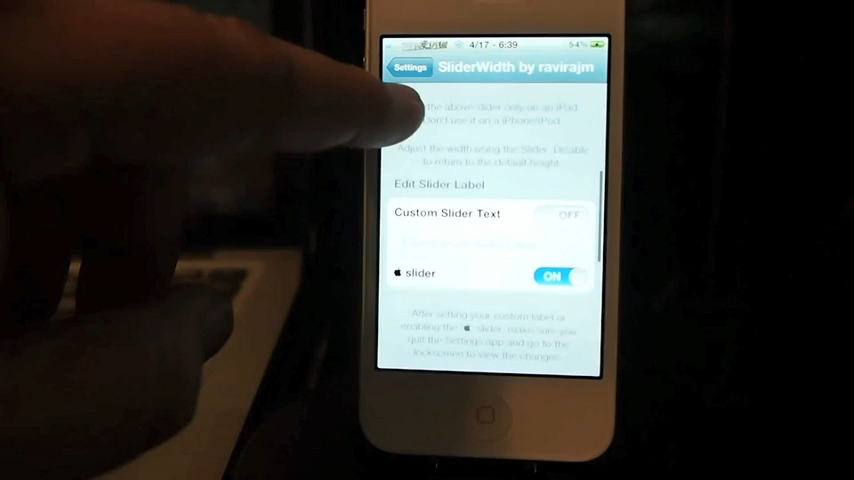 4/17 - 6:39
54%
Settings
SliderWidth by ravirajm
the above slider only on an iPad.
Don't use it on a iPhone/iPod.
Adjust the width using the Slider. Disable
to return to the default height.
Edit Slider Label
Custom Slider Text
OFF
slider
ON
After setting your custom label or
enabling the  slider, make sure you
quit the Settings app and go to the
lockscreen to view the changes.